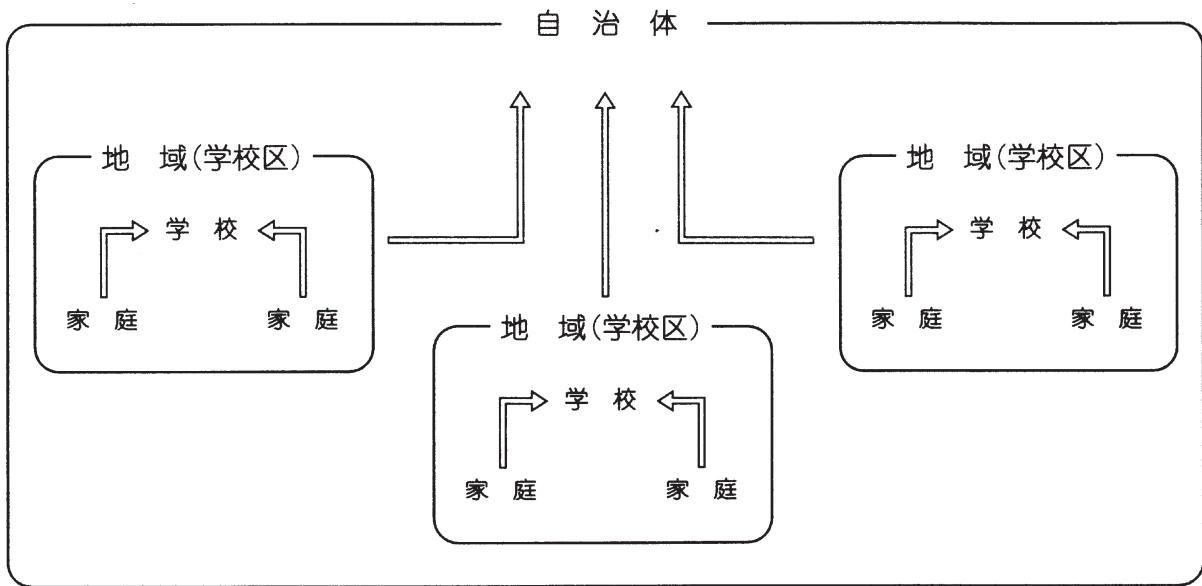 自 治 体
地 域(学校区)
学 校
家 庭 家 庭
地 域(学校区)
学 校
家 庭 家 庭
地 域(学校区)
学 校
家 庭 家 庭